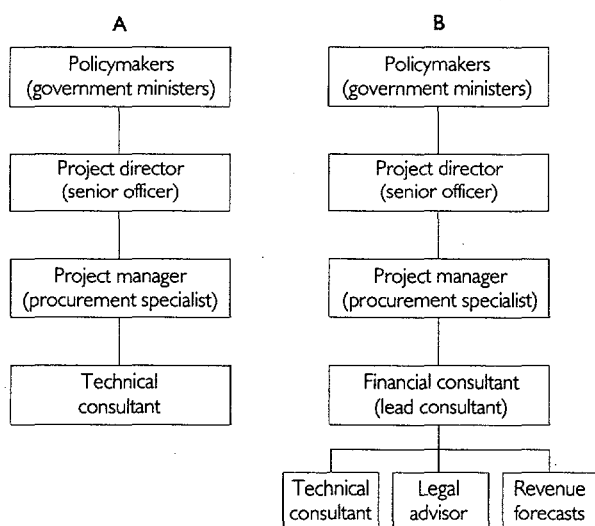 A
Policymakers
(government ministers)
Project director
(senior officer)
Project manager
(procurement specialist)
Technical
consultant
B
Policymakers
(government ministers)
Project director
(senior officer)
Project manager
(procurement specialist)
Financial consultant
(lead consultant)
Technical
consultant
Legal
advisor
Revenue
forecasts